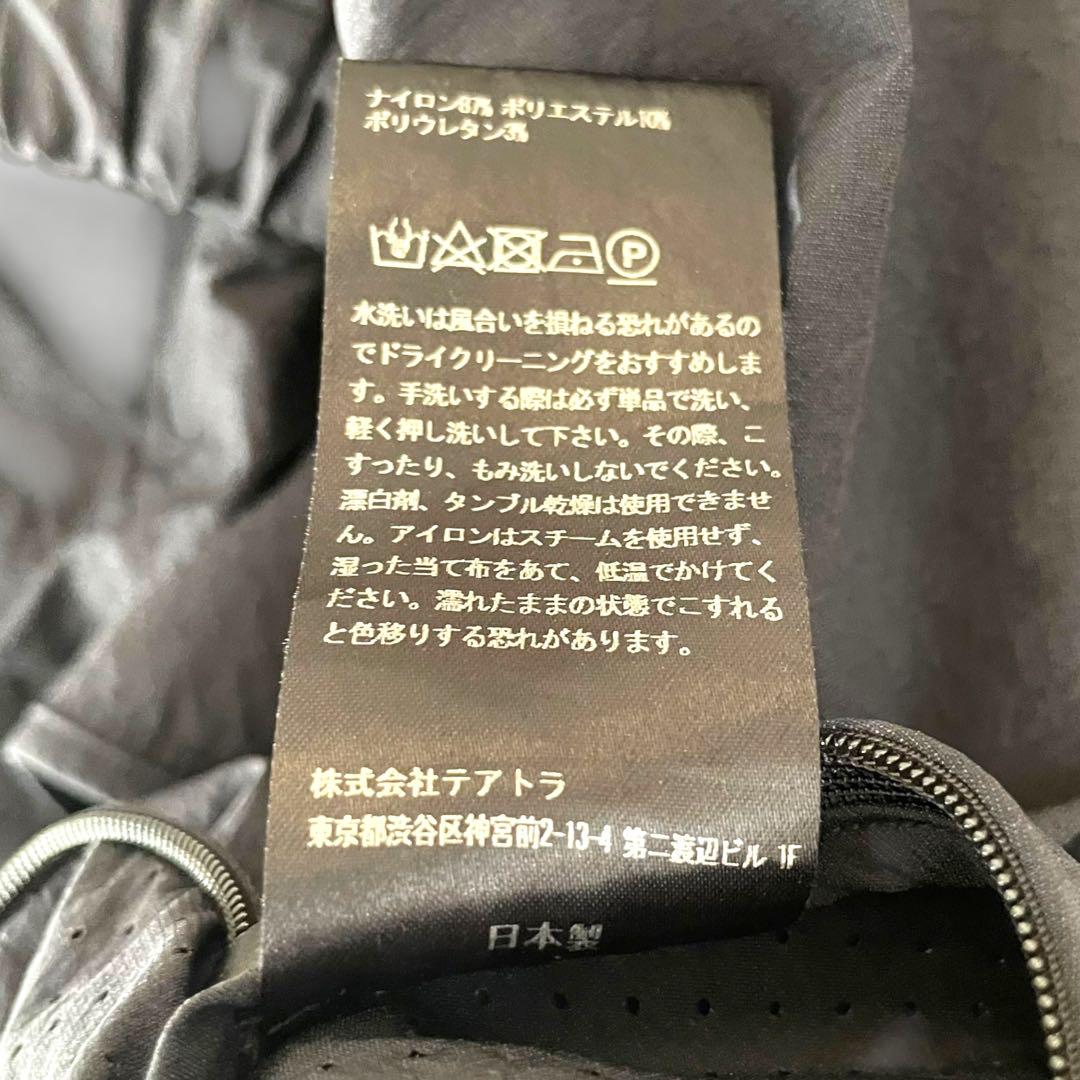 ナイロン87% ポリエステル10%
ポリウレタン3%
P
水洗いは風合いを損ねる恐れがあるの
でドライクリーニングをおすすめしま
す。手洗いする際は必ず単品で洗い、
軽く押し洗いして下さい。その際、こ
すったり、もみ洗いしないでください。
漂白剤、タンブル乾燥は使用できませ
ん。アイロンはスチームを使用せず、
湿った当て布をあて、低温でかけてく
ださい。濡れたままの状態でこすれる
と色移りする恐れがあります。
株式会社テアトラ
東京都渋谷区神宮前2-13-4 第二渡辺ビル 1F
日本製